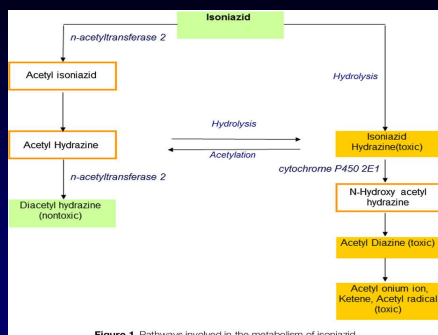 Isoniazid
n-acetyltransferase 2
Acetyl isoniazid
Hydrolysis
Acetyl Hydrazine
Hydrolysis
Acetylation
Isoniazid
Hydrazine(toxic)
n-acetyltransferase 2
cytochrome P450 2E1
Diacetyl hydrazine
(nontoxic)
N-Hydroxy acetyl
hydrazine
Acetyl Diazine (toxic)
Acetyl onium ion,
Ketene, Acetyl radical
(toxic)
Figure 1. Pathways involved in the metabolism of isoniazid